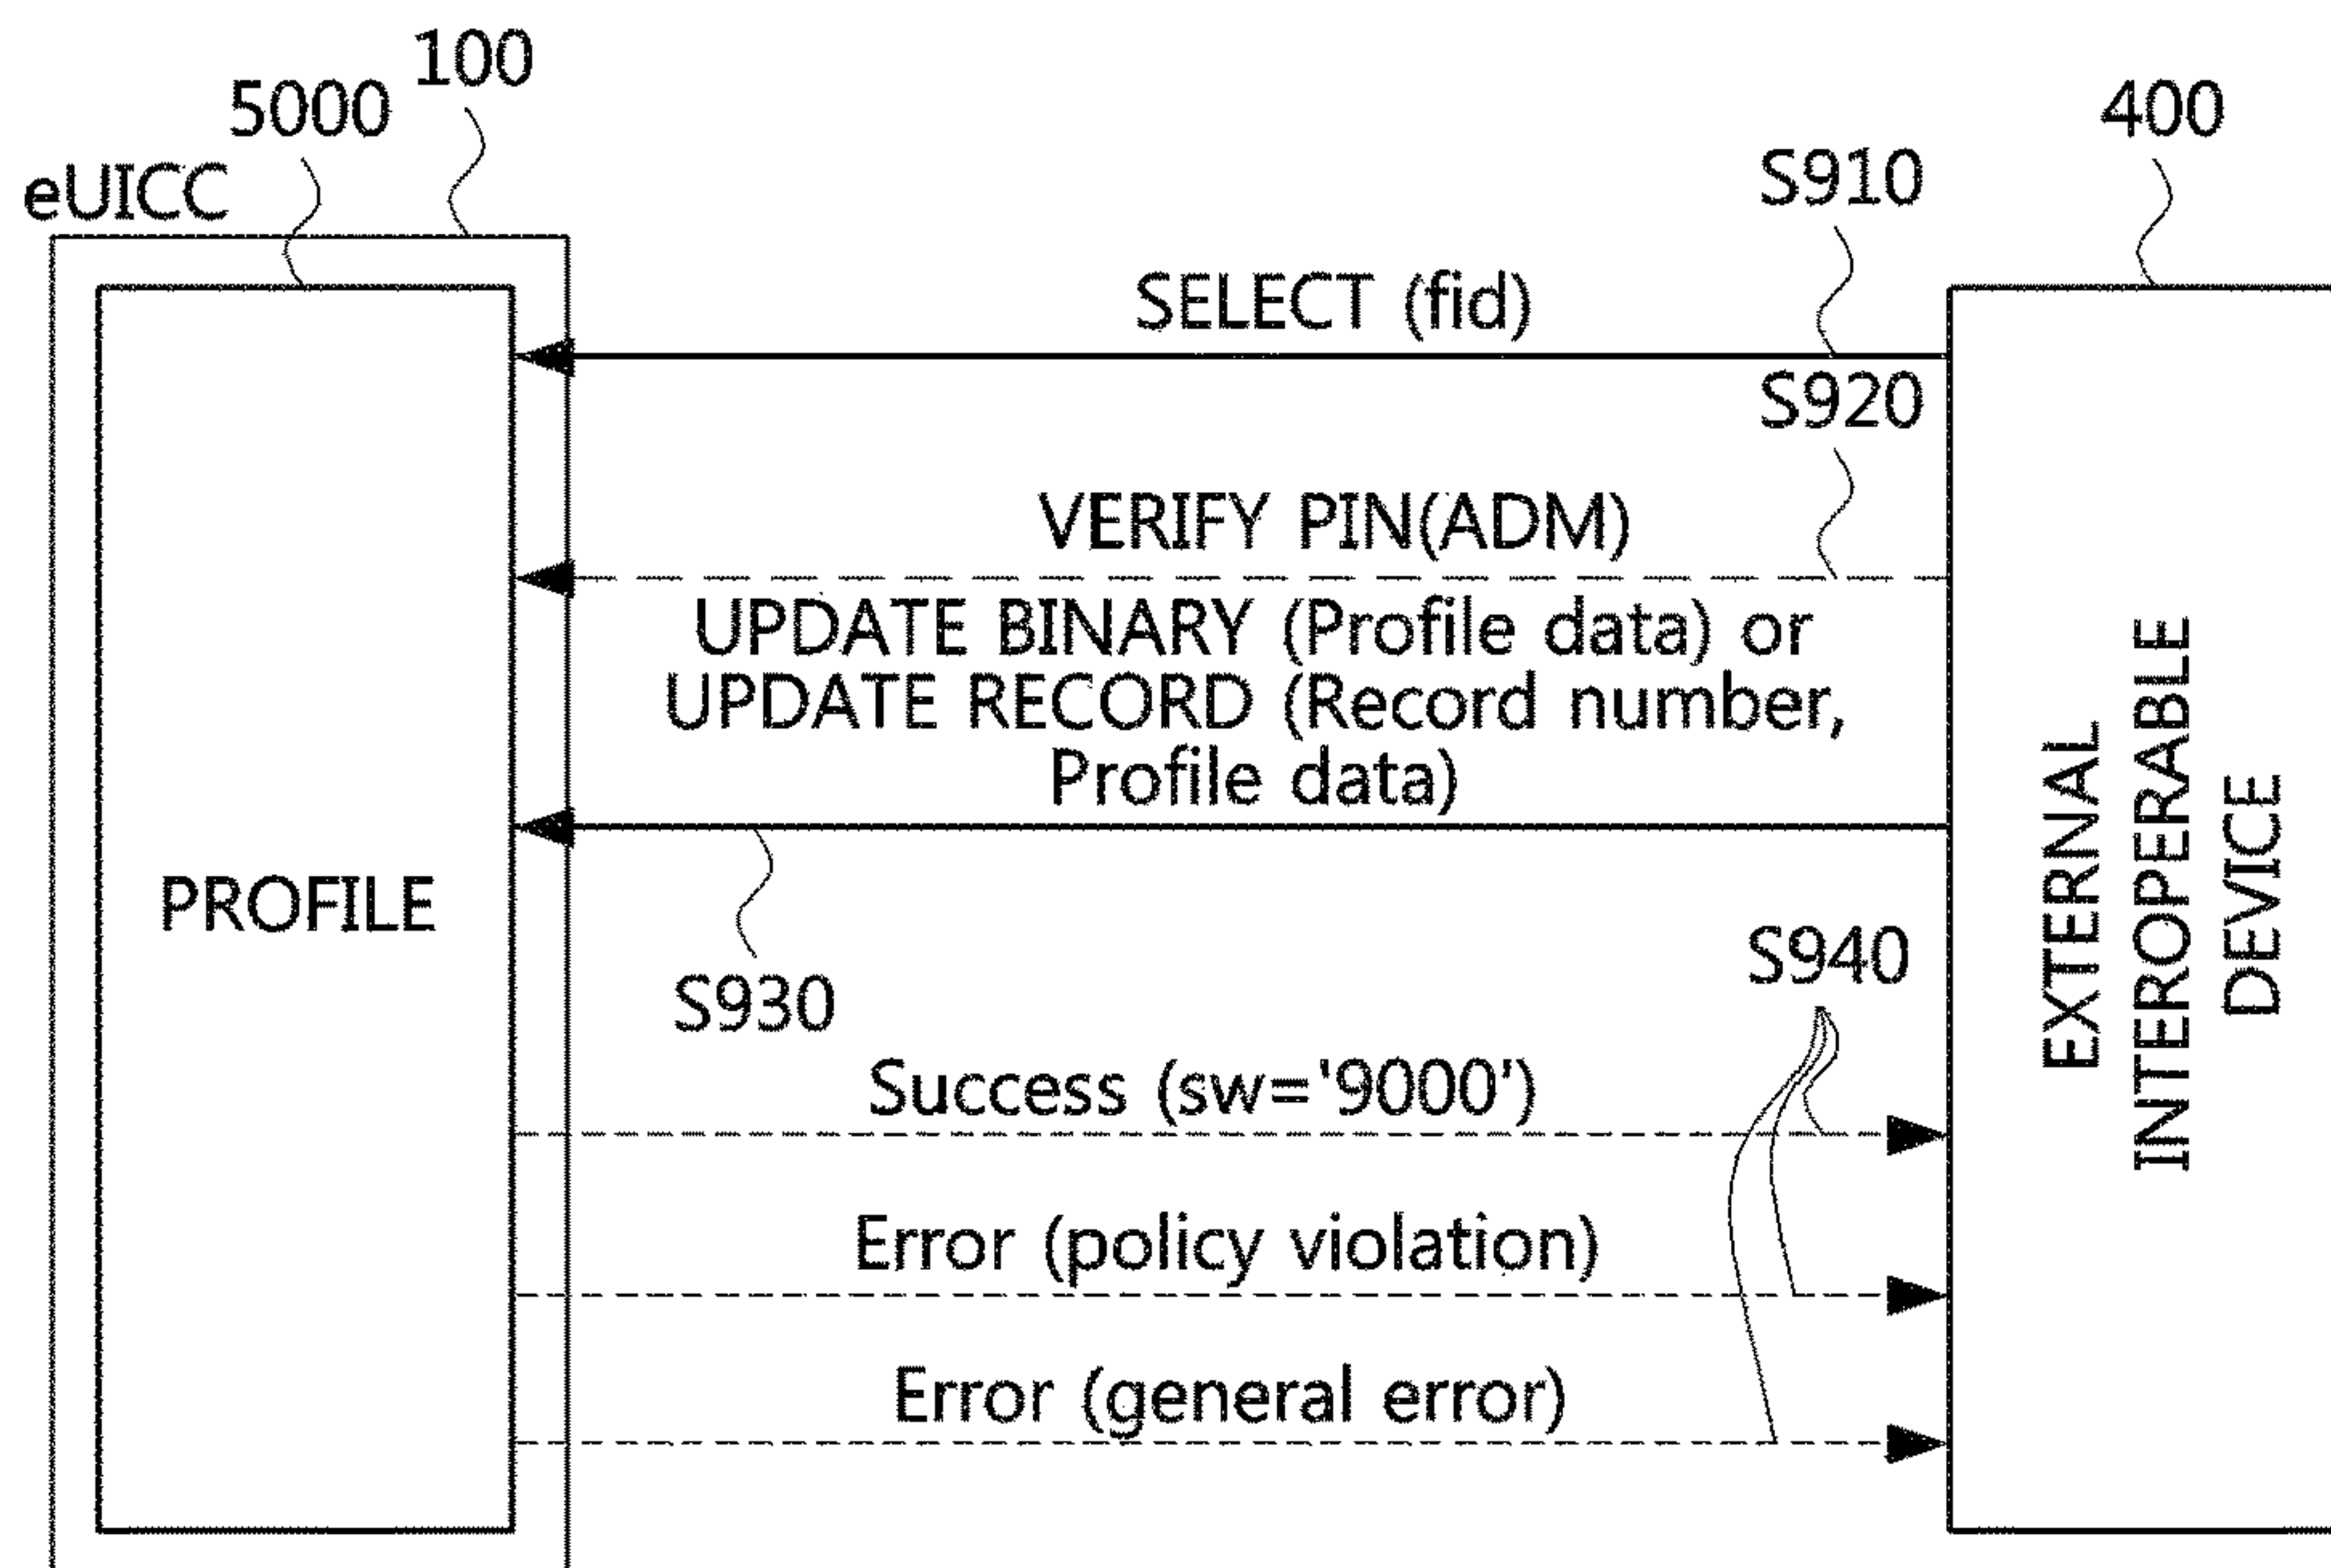 100
5000
400
eUICC
S910
SELECT (fid)
S920
VERIFY PIN(ADM)
UPDATE BINARY (Profile data) or
UPDATE RECORD (Record number,
Profile data)
PROFILE
EXTERNAL
INTEROPERABLE
DEVICE
S930
S940
Success (sw='9000')
Error (policy violation)
Error (general error)